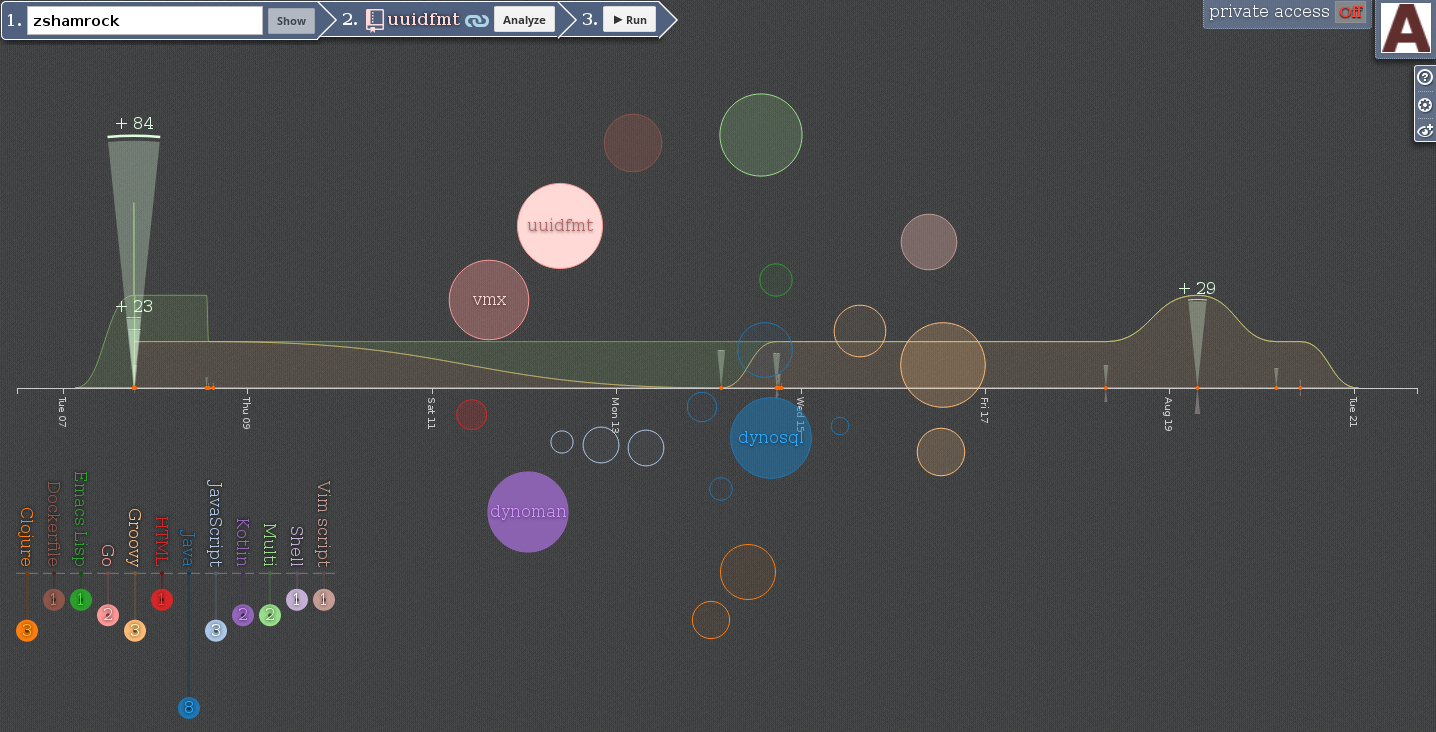 1. zshamrock Show 2. uuidfmt Analyze 3. Run
private access Off
A
+ 84
+ 23
+ 29
uuidfmt
vmx
dynosql
dynoman
Tue 07
Thu 09
Sat 11
Mon 13
Wed 15
Fri 17
Aug 19
Tue 21
Clojure
Dockerfile
Emacs Lisp
Go
Groovy
HTML
Java
JavaScript
Kotlin
Multi
Shell
Vim script
3
1
1
2
3
1
8
3
2
2
1
1